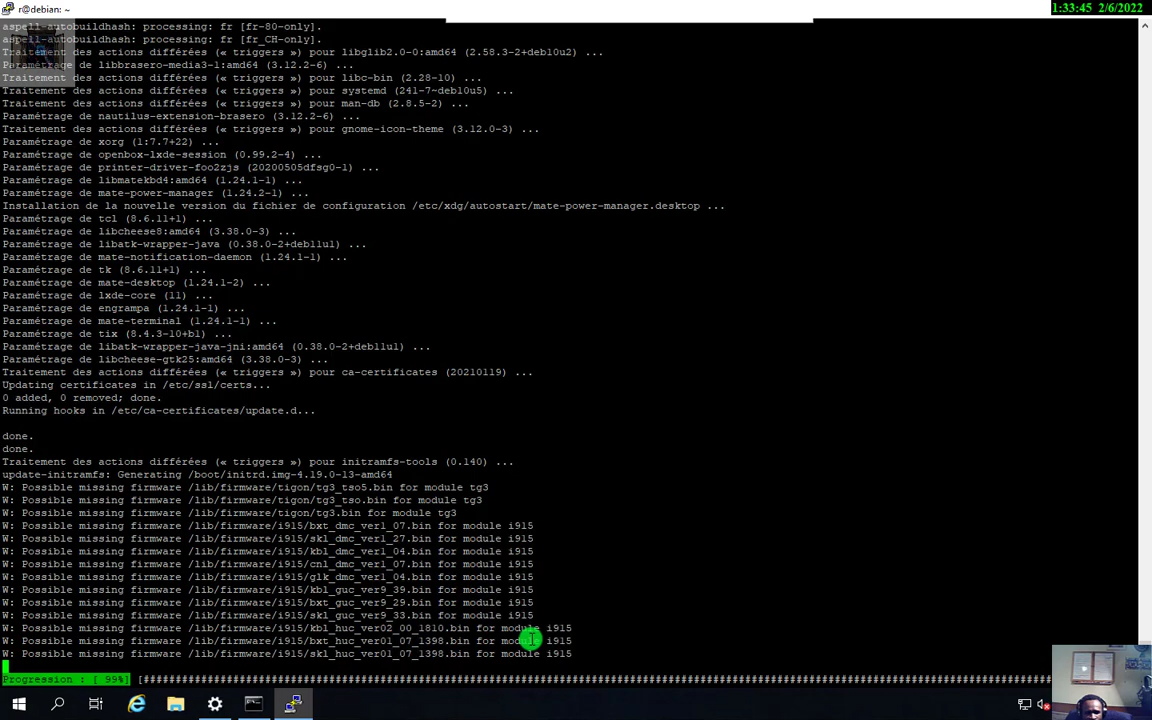 r@debian: ~
1:33:45 2/6/2022
aspell-autobuildhash: processing: fr [fr-80-only].
aspell-autobuildhash: processing: fr [fr_CH-only].
Traitement des actions différées (« triggers ») pour libglib2.0-0:amd64 (2.58.3-2+deb10u2) ...
Paramétrage de libbrasero-media3-1:amd64 (3.12.2-6) ...
Traitement des actions différées (« triggers ») pour libc-bin (2.28-10) ...
Traitement des actions différées (« triggers ») pour systemd (241-7~deb10u5) ...
Traitement des actions différées (« triggers ») pour man-db (2.8.5-2) ...
Paramétrage de nautilus-extension-brasero (3.12.2-6) ...
Traitement des actions différées (« triggers ») pour gnome-icon-theme (3.12.0-3) ...
Paramétrage de xorg (1:7.7+22) ...
Paramétrage de openbox-lxde-session (0.99.2-4) ...
Paramétrage de printer-driver-foo2zjs (20200505dfsg0-1) ...
Paramétrage de libmatekbd4:amd64 (1.24.1-1) ...
Paramétrage de mate-power-manager (1.24.2-1) ...
Installation de la nouvelle version du fichier de configuration /etc/xdg/autostart/mate-power-manager.desktop ...
Paramétrage de tcl (8.6.11+1) ...
Paramétrage de libcheese8:amd64 (3.38.0-3) ...
Paramétrage de libatk-wrapper-java (0.38.0-2+deb11u1) ...
Paramétrage de mate-notification-daemon (1.24.1-1) ...
Paramétrage de tk (8.6.11+1) ...
Paramétrage de mate-desktop (1.24.1-2) ...
Paramétrage de lxde-core (11) ...
Paramétrage de engrampa (1.24.1-1) ...
Paramétrage de mate-terminal (1.24.1-1) ...
Paramétrage de tix (8.4.3-10+b1) ...
Paramétrage de libatk-wrapper-java-jni:amd64 (0.38.0-2+deb11u1) ...
Paramétrage de libcheese-gtk25:amd64 (3.38.0-3) ...
Traitement des actions différées (« triggers ») pour ca-certificates (20210119) ...
Updating certificates in /etc/ssl/certs...
0 added, 0 removed; done.
Running hooks in /etc/ca-certificates/update.d...
done.
done.
Traitement des actions différées (« triggers ») pour initramfs-tools (0.140) ...
update-initramfs: Generating /boot/initrd.img-4.19.0-13-amd64
W: Possible missing firmware /lib/firmware/tigon/tg3_tso5.bin for module tg3
W: Possible missing firmware /lib/firmware/tigon/tg3_tso.bin for module tg3
W: Possible missing firmware /lib/firmware/tigon/tg3.bin for module tg3
W: Possible missing firmware /lib/firmware/i915/bxt_dmc_ver1_07.bin for module i915
W: Possible missing firmware /lib/firmware/i915/skl_dmc_ver1_27.bin for module i915
W: Possible missing firmware /lib/firmware/i915/kbl_dmc_ver1_04.bin for module i915
W: Possible missing firmware /lib/firmware/i915/cnl_dmc_ver1_07.bin for module i915
W: Possible missing firmware /lib/firmware/i915/glk_dmc_ver1_04.bin for module i915
W: Possible missing firmware /lib/firmware/i915/kbl_guc_ver9_39.bin for module i915
W: Possible missing firmware /lib/firmware/i915/bxt_guc_ver9_29.bin for module i915
W: Possible missing firmware /lib/firmware/i915/skl_guc_ver9_33.bin for module i915
W: Possible missing firmware /lib/firmware/i915/kbl_huc_ver02_00_1810.bin for module i915
W: Possible missing firmware /lib/firmware/i915/bxt_huc_ver01_07_1398.bin for module i915
W: Possible missing firmware /lib/firmware/i915/skl_huc_ver01_07_1398.bin for module i915
Progression : [ 99%] [##########################################################################################################################################################